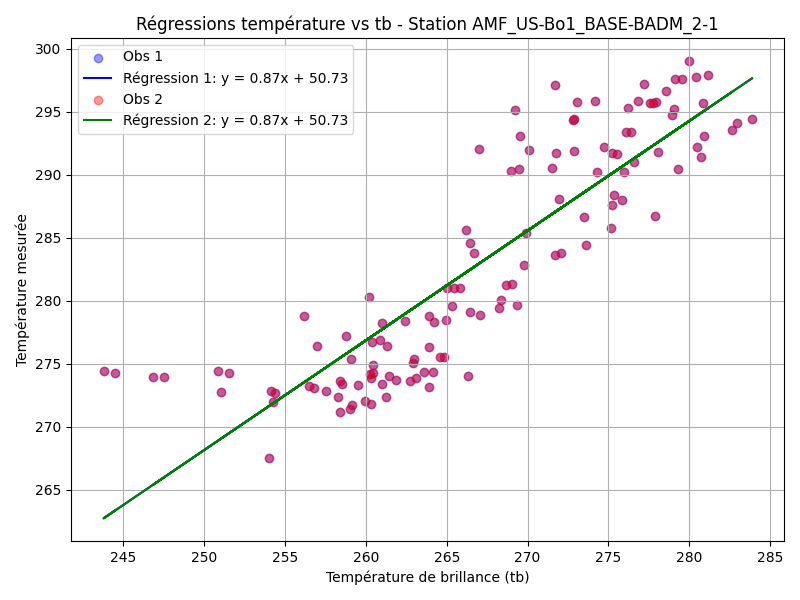 Régressions température vs tb - Station AMF_US-Bo1_BASE-BADM_2-1
Obs 1
Régression 1: y = 0.87x + 50.73
Obs 2
Régression 2: y = 0.87x + 50.73
Température mesurée
300
295
290
285
280
275
270
265
245
250
255
260
265
270
275
280
285
Température de brillance (tb)